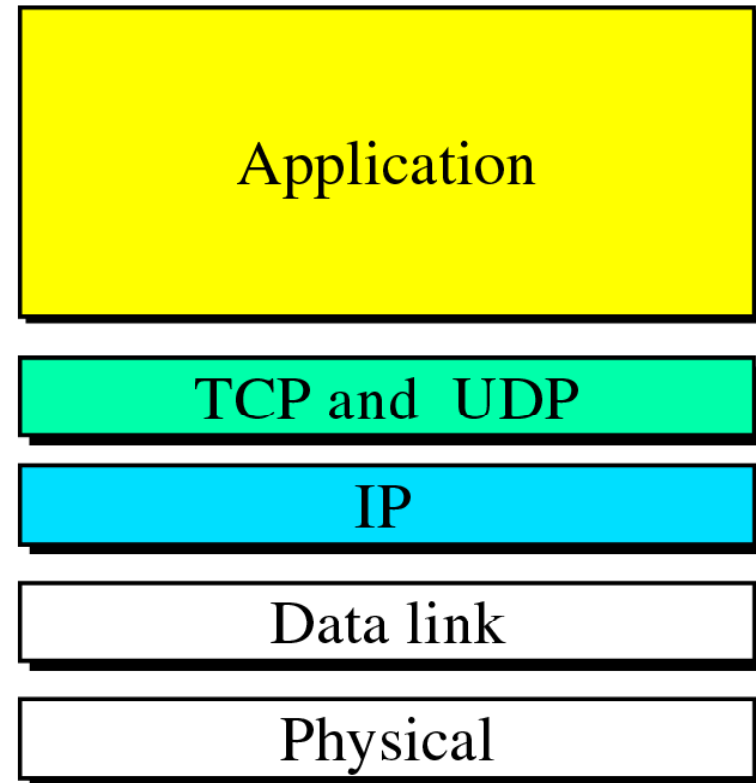 Application
TCP and UDP
IP
Data link
Physical